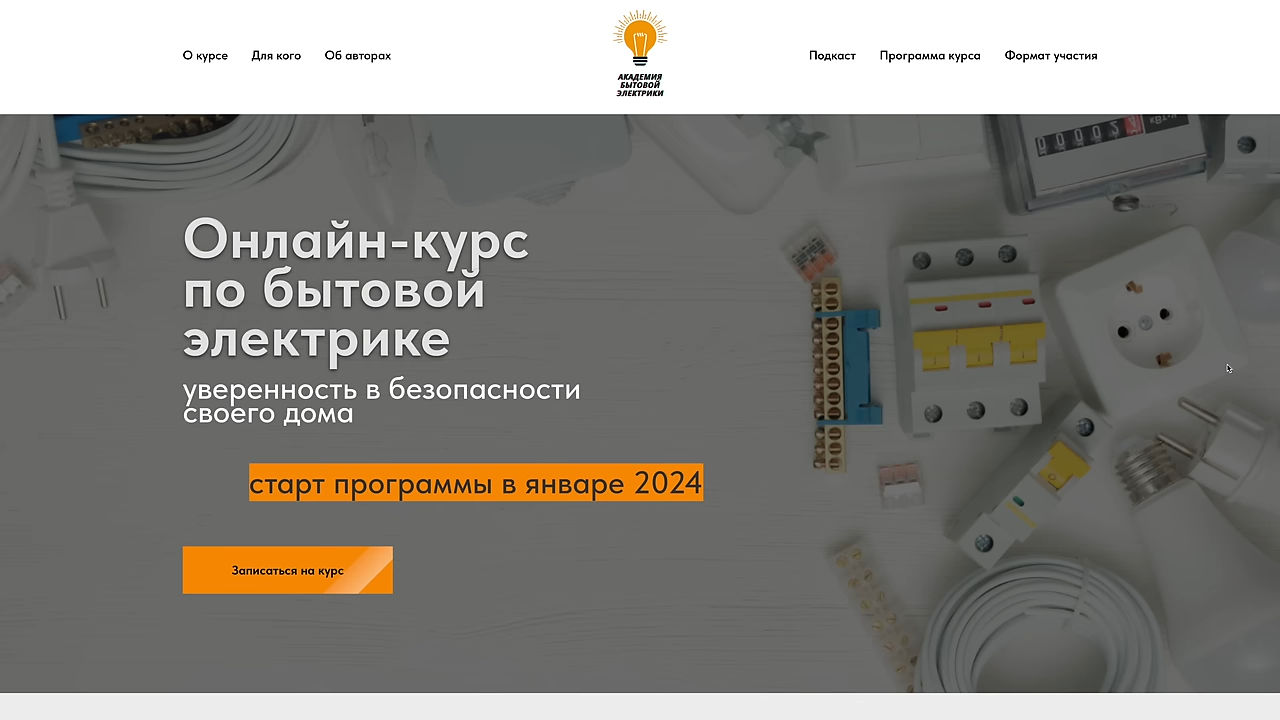 О курсе
Для кого
Об авторах
АКАДЕМИЯ
БЫТОВОЙ
ЭЛЕКТРИКИ
Подкаст
Программа курса
Формат участия
Онлайн-курс
по бытовой
электрике
уверенность в безопасности
своего дома
старт программы в январе 2024
Записаться на курс